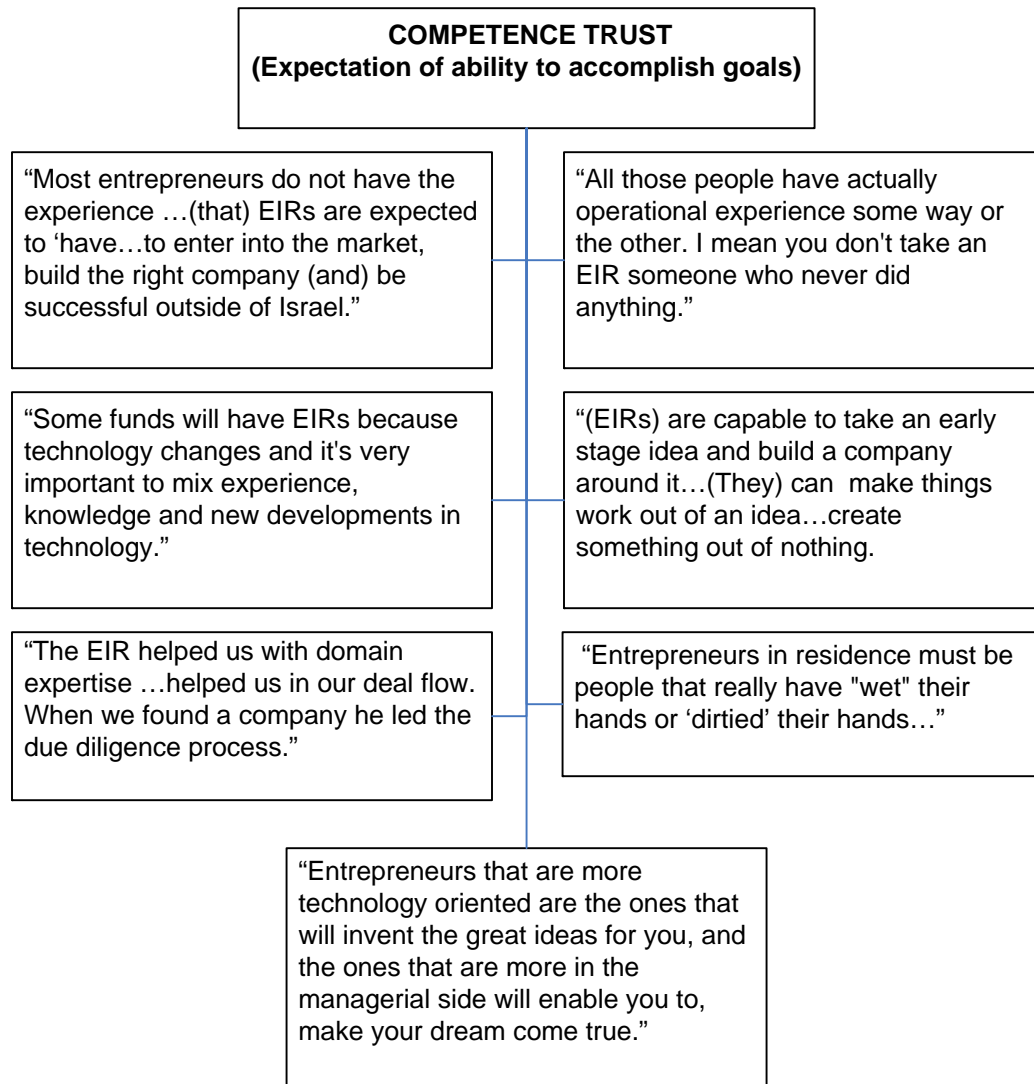 COMPETENCE TRUST
(Expectation of ability to accomplish goals)
“Most entrepreneurs do not have the
experience …(that) EIRs are expected
to ‘have…to enter into the market,
build the right company (and) be
successful outside of Israel.”
“All those people have actually
operational experience some way or
the other. I mean you don't take an
EIR someone who never did
anything.”
“Some funds will have EIRs because
technology changes and it's very
important to mix experience,
knowledge and new developments in
technology.”
“(EIRs) are capable to take an early
stage idea and build a company
around it…(They) can  make things
work out of an idea…create
something out of nothing.
“The EIR helped us with domain
expertise …helped us in our deal flow.
When we found a company he led the
due diligence process.”
“Entrepreneurs in residence must be
people that really have "wet" their
hands or ‘dirtied’ their hands…”
“Entrepreneurs that are more
technology oriented are the ones that
will invent the great ideas for you, and
the ones that are more in the
managerial side will enable you to,
make your dream come true.”